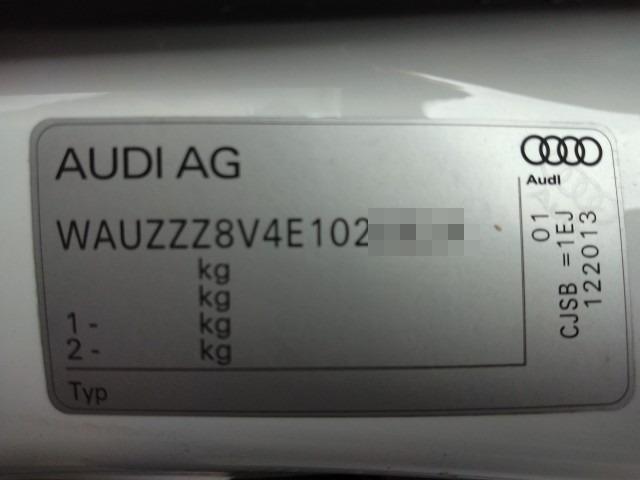 AUDI AG
WAUZZZ8V4E102
kg
kg
1 - kg
2 - kg
Typ
Audi
01
CJSB =1EJ
122013